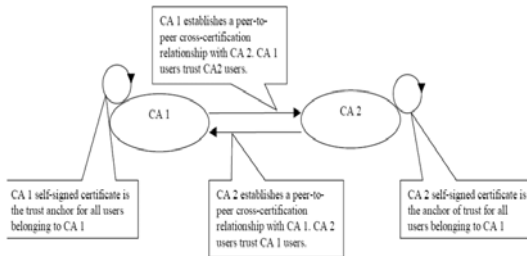 CA 1 establishes a peer-to-
peer cross-certification
relationship with CA 2. CA 1
users trust CA2 users.
CA 1
CA 2
CA 1 self-signed certificate is
the trust anchor for all users
belonging to CA 1
CA 2 establishes a peer-to-
peer cross-certification
relationship with CA 1. CA 2
users trust CA 1 users.
CA 2 self-signed certificate is
the anchor of trust for all
users belonging to CA 1